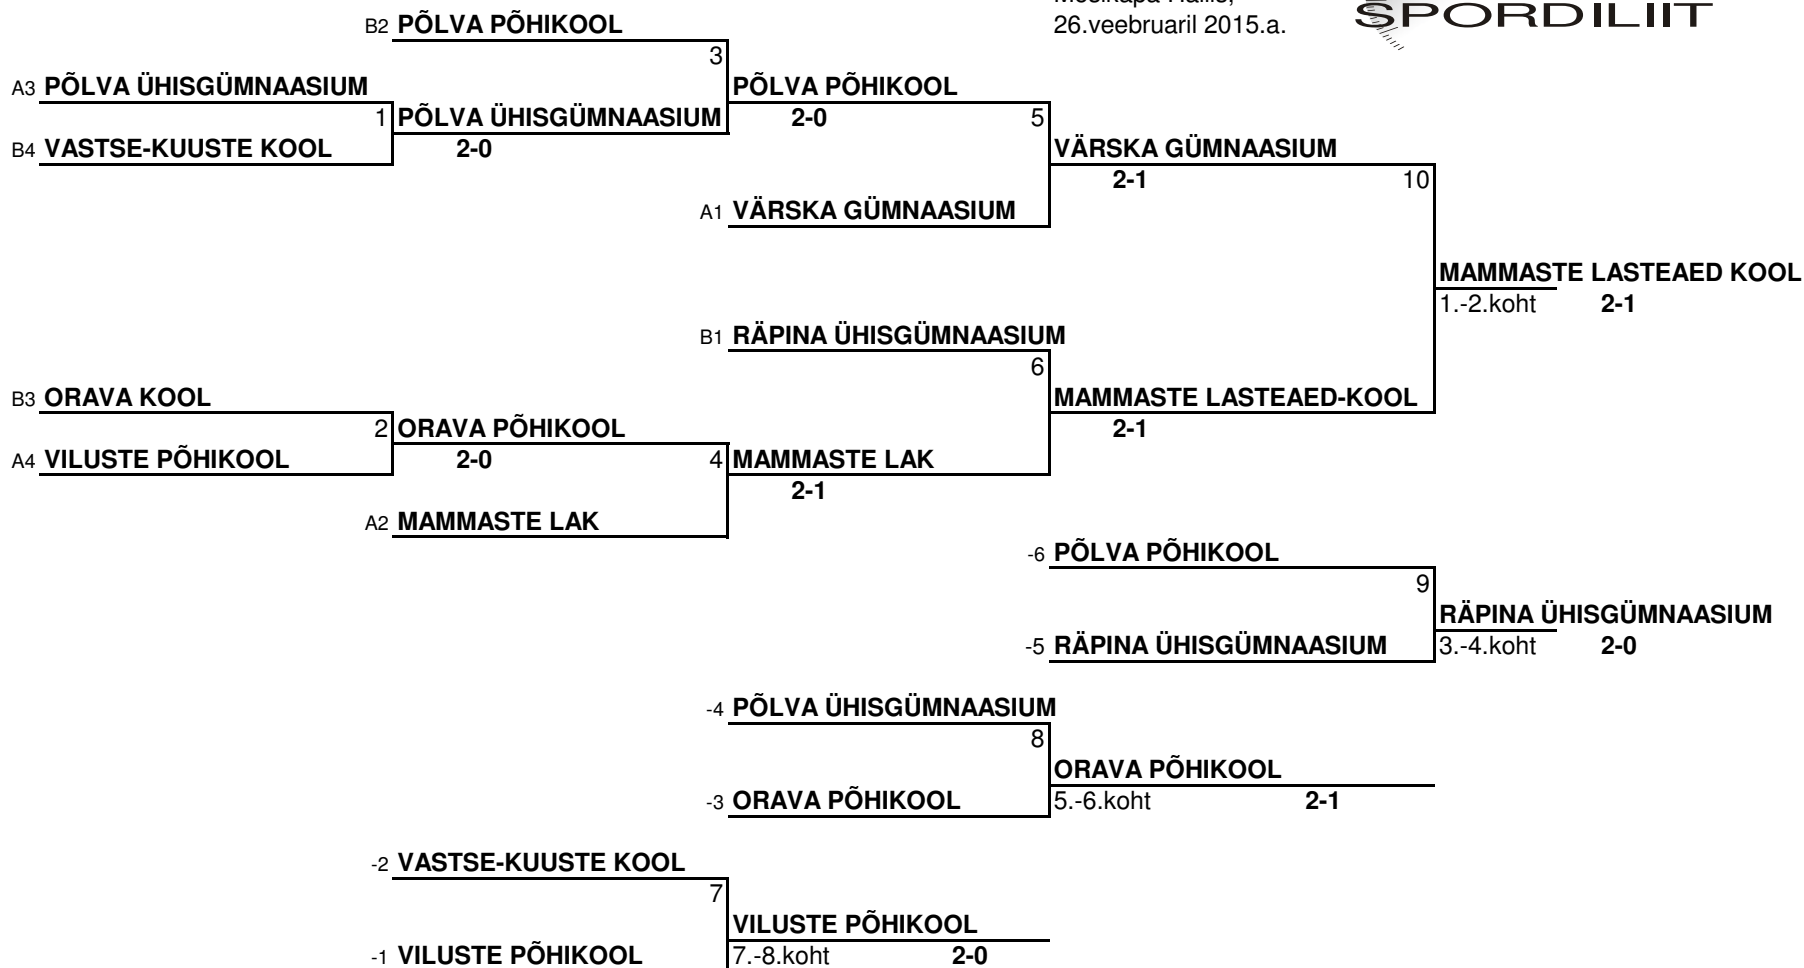 26.veebruaril 2015.a.
SPORDILIIT
B2 PÕLVA PÕHIKOOL
3
A3 PÕLVA ÜHISGÜMNAASIUM
PÕLVA PÕHIKOOL
1 PÕLVA ÜHISGÜMNAASIUM
2-0
5
B4 VASTSE-KUUSTE KOOL
2-0
VÄRSKA GÜMNAASIUM
2-1
10
A1 VÄRSKA GÜMNAASIUM
MAMMASTE LASTEAED KOOL
1.-2.koht 2-1
B1 RÄPINA ÜHISGÜMNAASIUM
6
B3 ORAVA KOOL
MAMMASTE LASTEAED-KOOL
2 ORAVA PÕHIKOOL
2-1
A4 VILUSTE PÕHIKOOL
2-0
4 MAMMASTE LAK
2-1
A2 MAMMASTE LAK
-6 PÕLVA PÕHIKOOL
9
RÄPINA ÜHISGÜMNAASIUM
-5 RÄPINA ÜHISGÜMNAASIUM
3.-4.koht 2-0
-4 PÕLVA ÜHISGÜMNAASIUM
8
ORAVA PÕHIKOOL
-3 ORAVA PÕHIKOOL
5.-6.koht 2-1
-2 VASTSE-KUUSTE KOOL
7
VILUSTE PÕHIKOOL
-1 VILUSTE PÕHIKOOL
7.-8.koht 2-0